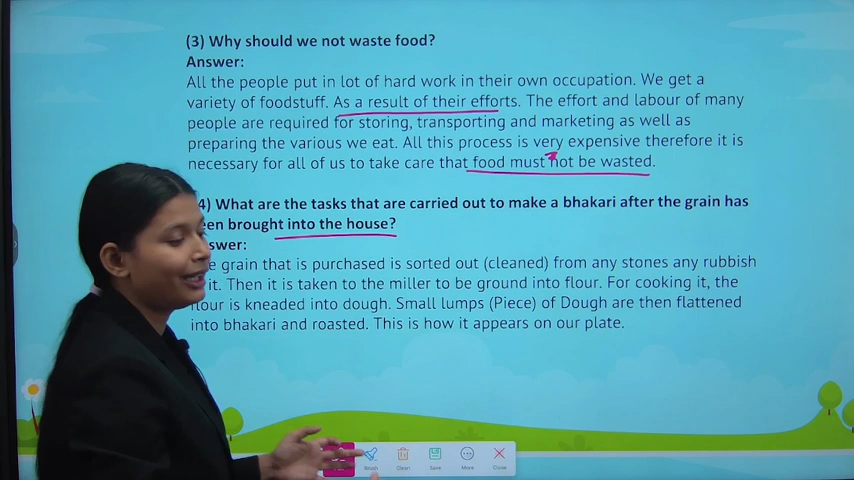 (3) Why should we not waste food?
Answer:
All the people put in lot of hard work in their own occupation. We get a
variety of foodstuff. As a result of their efforts. The effort and labour of many
people are required for storing, transporting and marketing as well as
preparing the various we eat. All this process is very expensive therefore it is
necessary for all of us to take care that food must not be wasted.
4) What are the tasks that are carried out to make a bhakari after the grain has
en brought into the house?
swer:
e grain that is purchased is sorted out (cleaned) from any stones any rubbish
it. Then it is taken to the miller to be ground into flour. For cooking it, the
flour is kneaded into dough. Small lumps (Piece) of Dough are then flattened
into bhakari and roasted. This is how it appears on our plate.
Brush Clean Save More Close